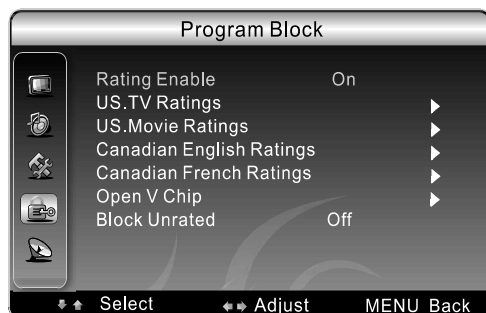 Program Block
Rating Enable On
US.TV Ratings
US.Movie Ratings
Canadian English Ratings
Canadian French Ratings
Open V Chip
Block Unrated Off
Select Adjust MENU Back